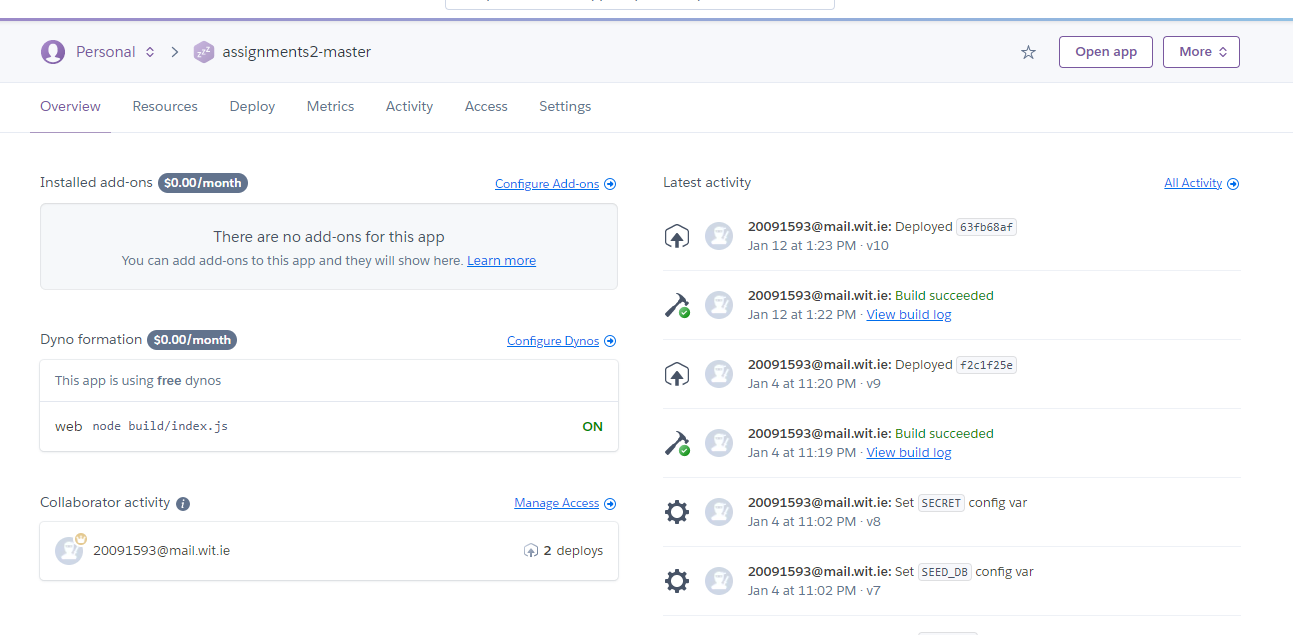 Personal
assignments2-master
Open app
More
Overview
Resources
Deploy
Metrics
Activity
Access
Settings
Installed add-ons $0.00/month
Configure Add-ons
There are no add-ons for this app
You can add add-ons to this app and they will show here. Learn more
Dyno formation $0.00/month
Configure Dynos
This app is using free dynos
web node build/index.js ON
Collaborator activity
Manage Access
20091593@mail.wit.ie 2 deploys
Latest activity
All Activity
20091593@mail.wit.ie: Deployed 63fb68af
Jan 12 at 1:23 PM · v10
20091593@mail.wit.ie: Build succeeded
Jan 12 at 1:22 PM · View build log
20091593@mail.wit.ie: Deployed f2c1f25e
Jan 4 at 11:20 PM · v9
20091593@mail.wit.ie: Build succeeded
Jan 4 at 11:19 PM · View build log
20091593@mail.wit.ie: Set SECRET config var
Jan 4 at 11:02 PM · v8
20091593@mail.wit.ie: Set SEED_DB config var
Jan 4 at 11:02 PM · v7